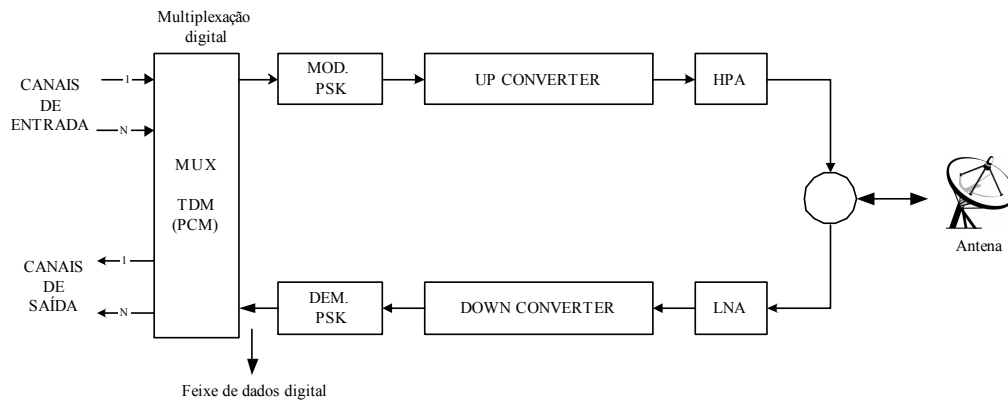 Multiplexação
digital
CANAIS
DE
ENTRADA
1
N
MUX
TDM
(PCM)
MOD.
PSK
UP CONVERTER
HPA
Antena
CANAIS
DE
SAÍDA
1
N
DEM.
PSK
DOWN CONVERTER
LNA
Feixe de dados digital